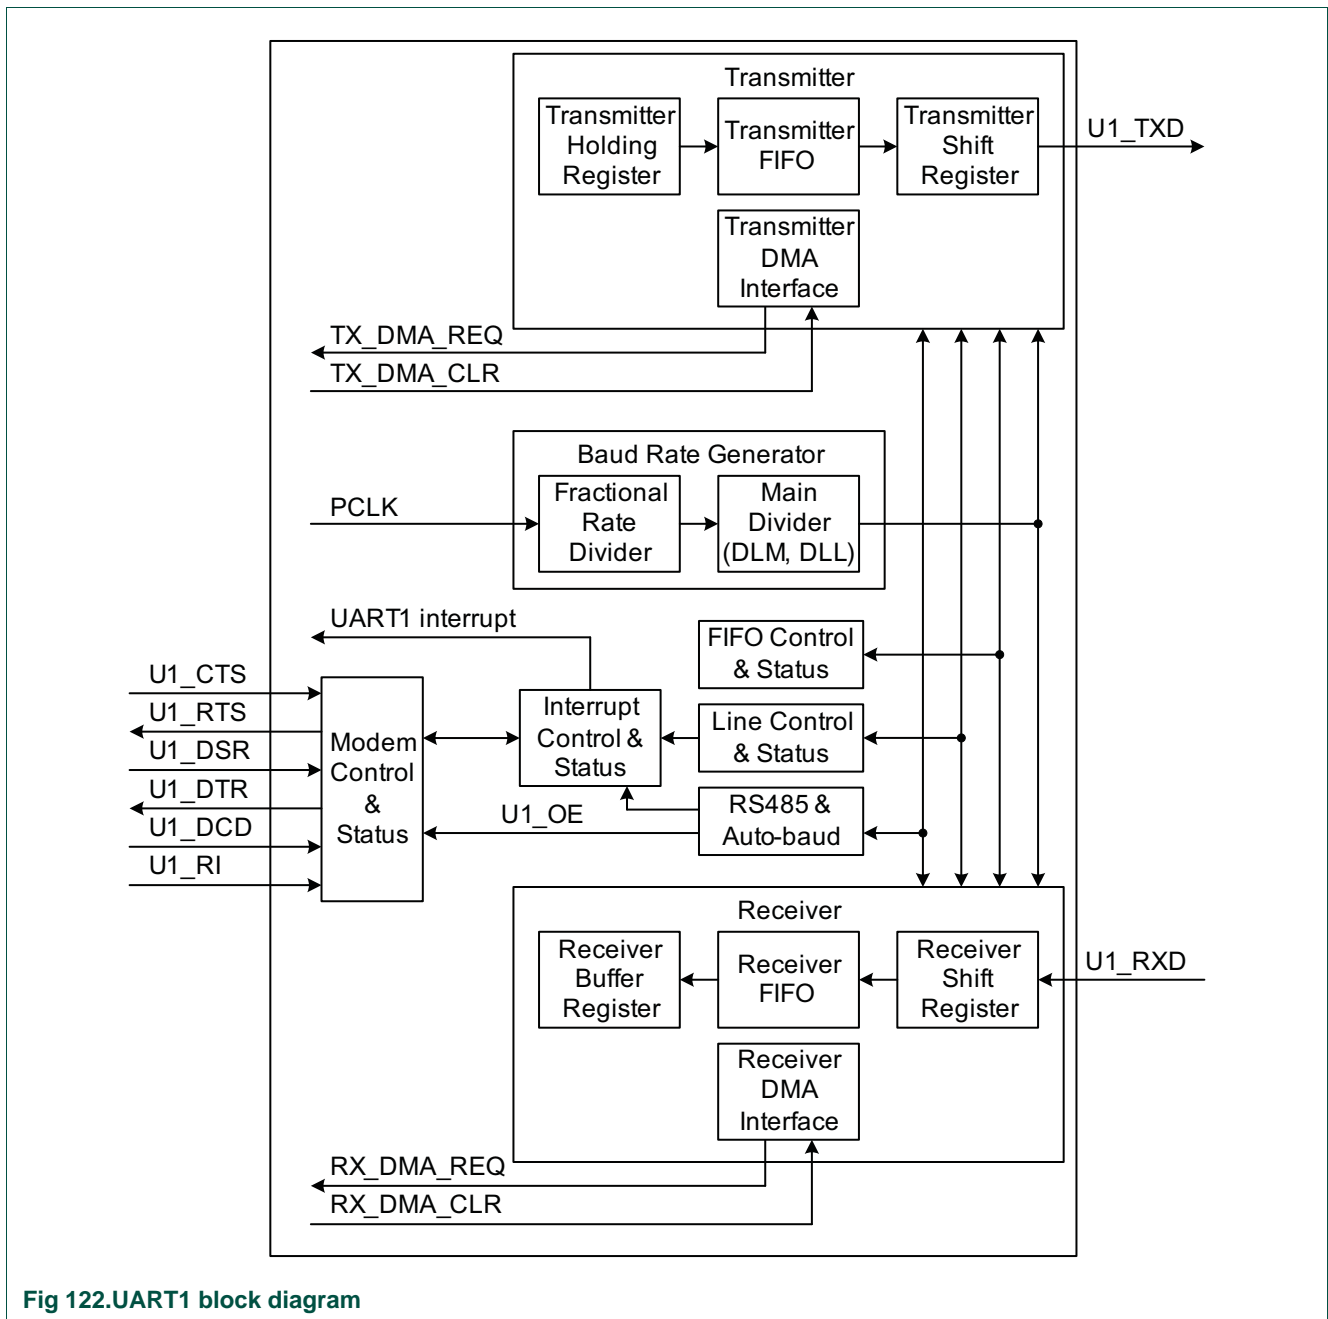 Transmitter
Transmitter
Holding
Register
Transmitter
FIFO
Transmitter
Shift
Register
U1_TXD
Transmitter
DMA
Interface
TX_DMA_REQ
TX_DMA_CLR
Baud Rate Generator
PCLK
Fractional
Rate
Divider
Main
Divider
(DLM, DLL)
UART1 interrupt
FIFO Control
& Status
U1_CTS
U1_RTS
U1_DSR
U1_DTR
U1_DCD
U1_RI
Modem
Control
&
Status
Interrupt
Control &
Status
Line Control
& Status
U1_OE
RS485 &
Auto-baud
Receiver
Receiver
Buffer
Register
Receiver
FIFO
Receiver
Shift
Register
U1_RXD
Receiver
DMA
Interface
RX_DMA_REQ
RX_DMA_CLR
Fig 122.UART1 block diagram